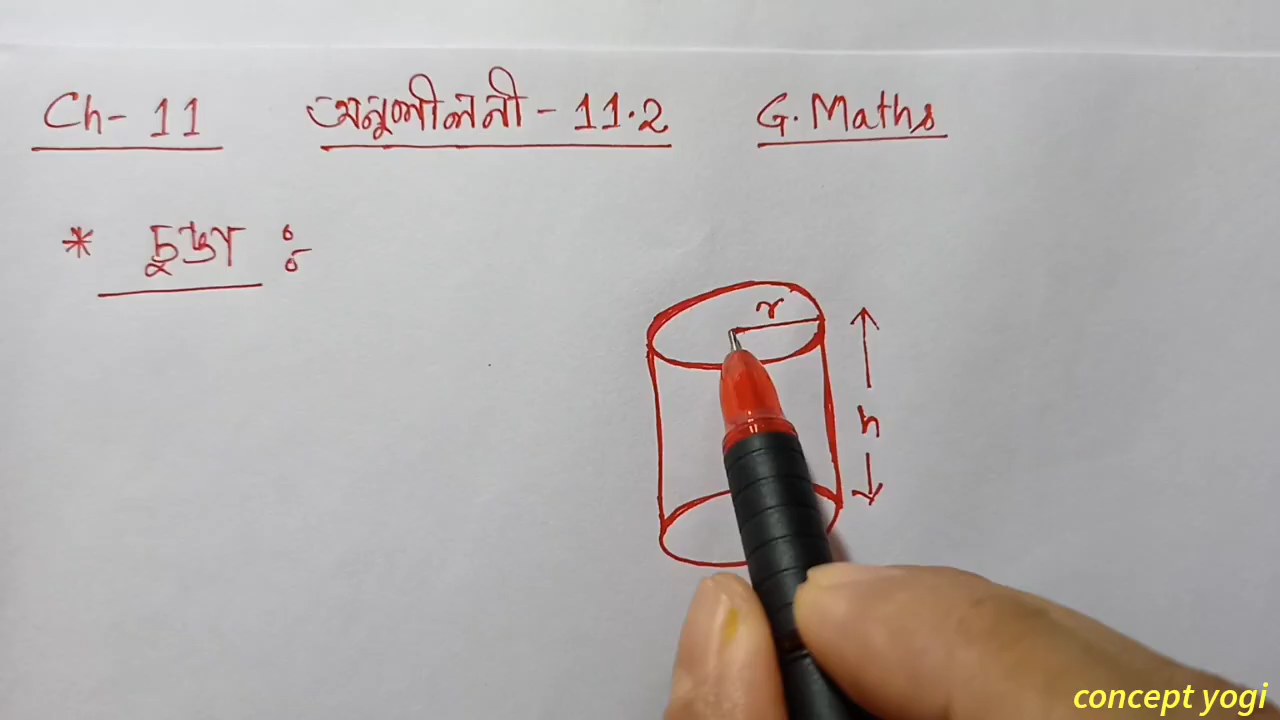 Ch- 11 অনুশীলনী - 11.2 G. Maths
* চুঙা :
r
h
concept yogi